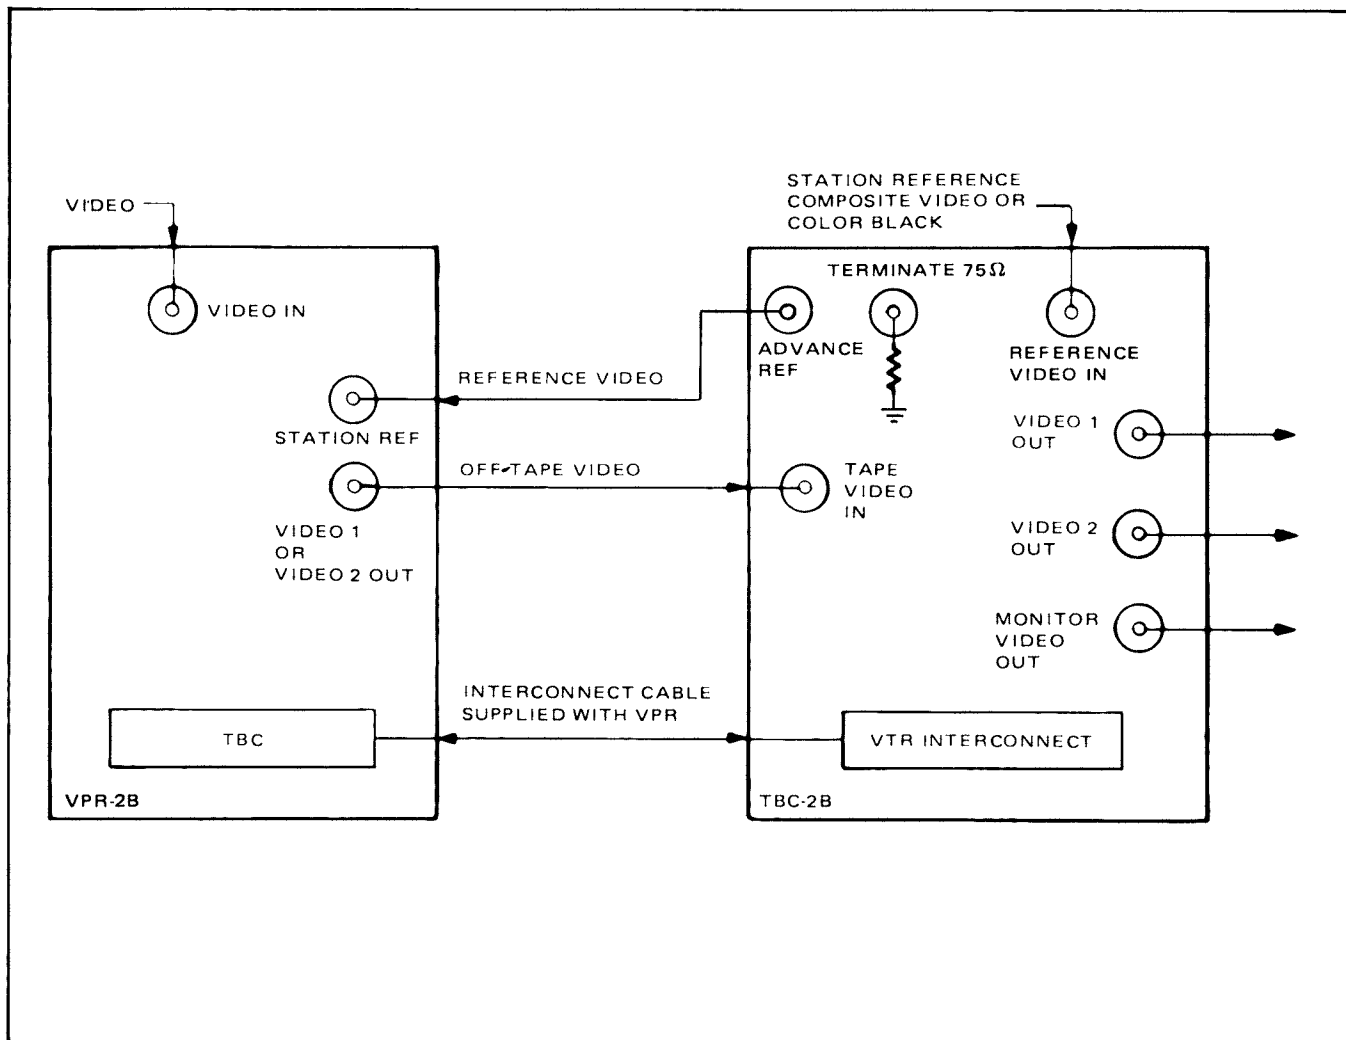 VIDEO
VIDEO IN
STATION REF
VIDEO 1
OR
VIDEO 2 OUT
TBC
VPR-2B
REFERENCE VIDEO
OFF-TAPE VIDEO
INTERCONNECT CABLE
SUPPLIED WITH VPR
STATION REFERENCE
COMPOSITE VIDEO OR
COLOR BLACK
TERMINATE 75Ω
ADVANCE
REF
REFERENCE
VIDEO IN
VIDEO 1
OUT
TAPE
VIDEO
IN
VIDEO 2
OUT
MONITOR
VIDEO
OUT
VTR INTERCONNECT
TBC-2B